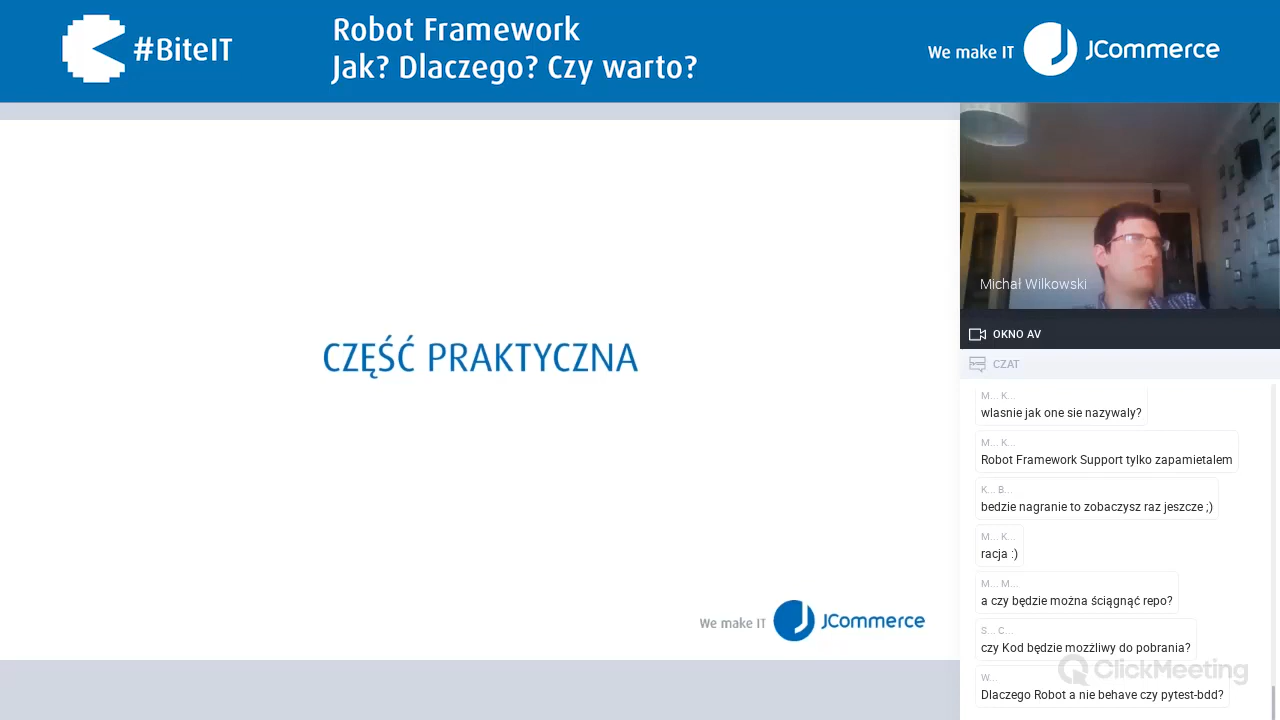 #BiteIT
Robot Framework
Jak? Dlaczego? Czy warto?
We make IT JCommerce
CZĘŚĆ PRAKTYCZNA
We make IT JCommerce
Michał Wilkowski
OKNO AV
CZAT
M... K...
wlasnie jak one sie nazywaly?
M... K...
Robot Framework Support tylko zapamietalem
K... B...
bedzie nagranie to zobaczysz raz jeszcze ;)
M... K...
racja :)
M... M...
a czy będzie można ściągnąć repo?
S... C...
czy Kod będzie mozżliwy do pobrania?
W...
Dlaczego Robot a nie behave czy pytest-bdd?
ClickMeeting